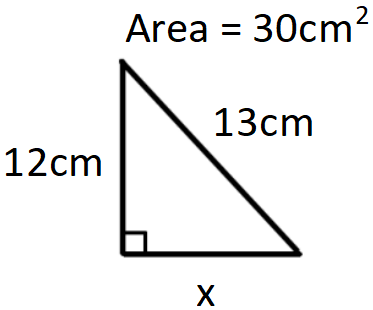 Area = 30cm²
13cm
12cm
x